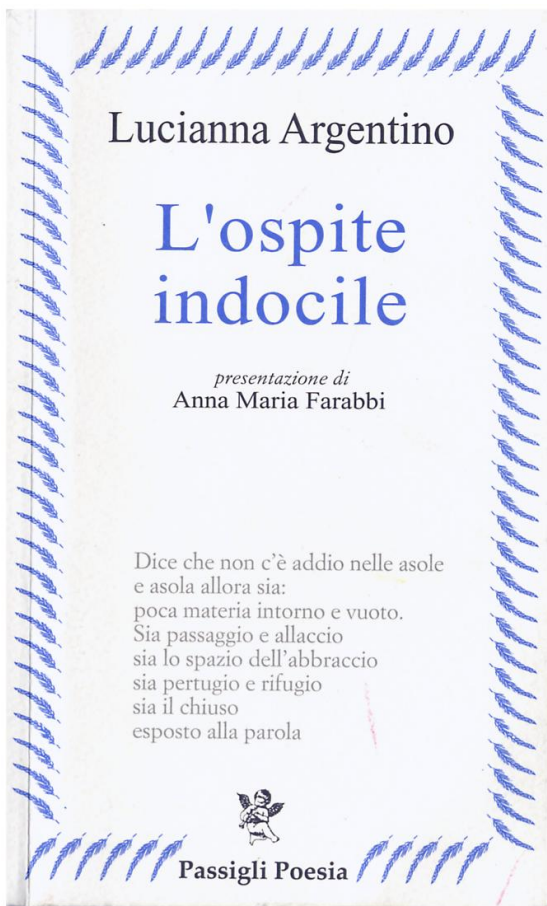 Lucianna Argentino
L'ospite
indocile
presentazione di
Anna Maria Farabbi
Dice che non c'è addio nelle asole
e asola allora sia:
poca materia intorno e vuoto.
Sia passaggio e allaccio
sia lo spazio dell'abbraccio
sia pertugio e rifugio
sia il chiuso
esposto alla parola
Passigli Poesia